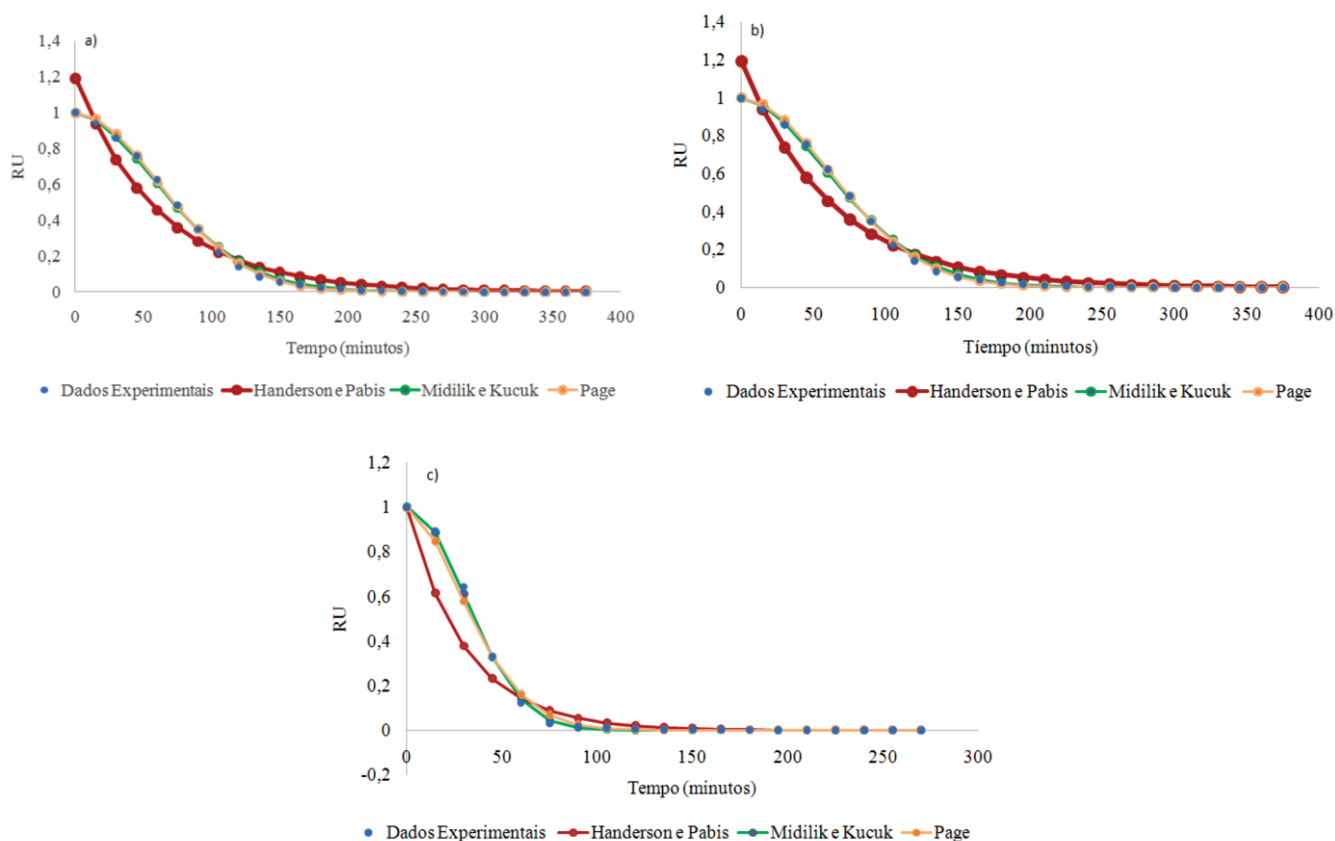 a)
1,4
1,2
1
0,8
0,6
0,4
0,2
0
RU
0 50 100 150 200 250 300 350 400
Tempo (minutos)
Dados Experimentais Handerson e Pabis Midilik e Kucuk Page
b)
1,4
1,2
1
0,8
0,6
0,4
0,2
0
RU
0 50 100 150 200 250 300 350 400
Tíempo (minutos)
Dados Experimentais Handerson e Pabis Midilik e Kucuk Page
c)
1,2
1
0,8
0,6
0,4
0,2
0
-0,2
RU
0 50 100 150 200 250 300
Tempo (minutos)
Dados Experimentais Handerson e Pabis Midilik e Kucuk Page